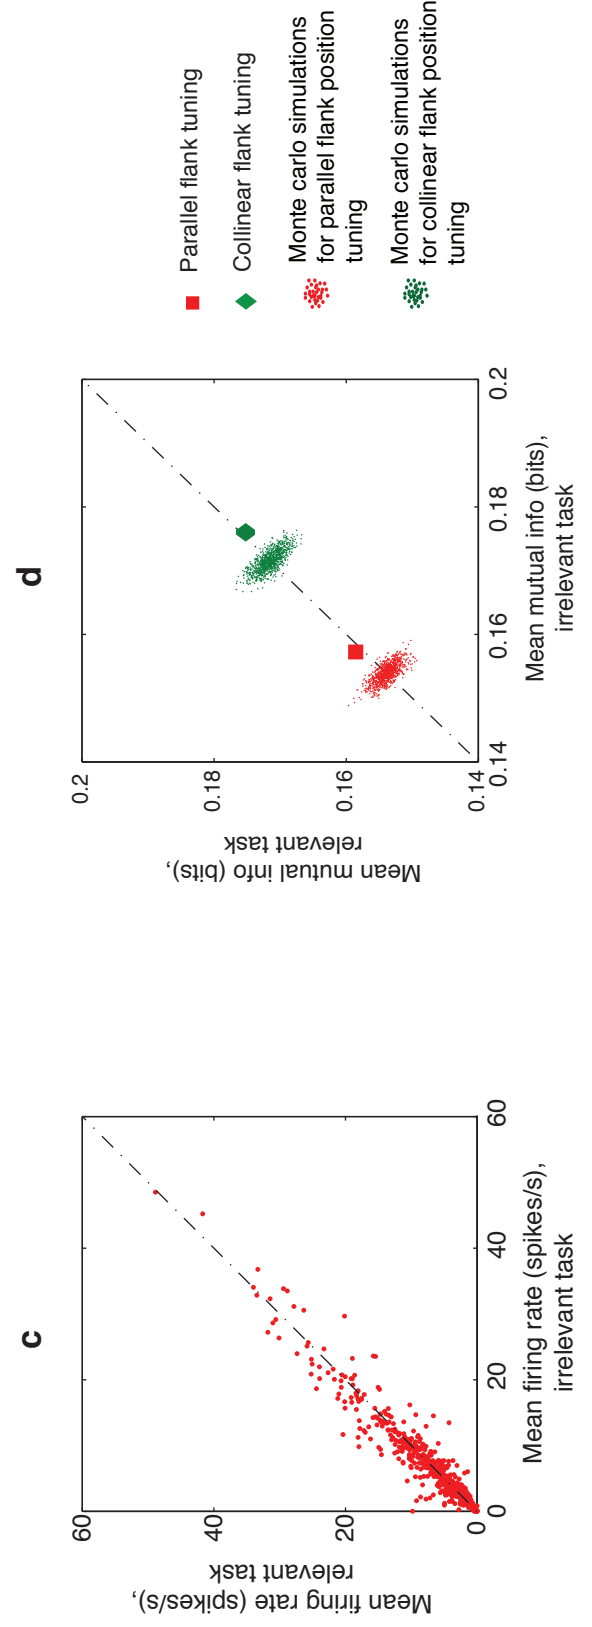 c
60
40
20
0
Mean firing rate (spikes/s),
relevant task
0
20
40
60
Mean firing rate (spikes/s),
irrelevant task
d
0.2
0.18
0.16
0.14
Mean mutual info (bits),
relevant task
0.14
0.16
0.18
0.2
Mean mutual info (bits),
irrelevant task
Parallel flank tuning
Collinear flank tuning
Monte carlo simulations
for parallel flank position
tuning
Monte carlo simulations
for collinear flank position
tuning